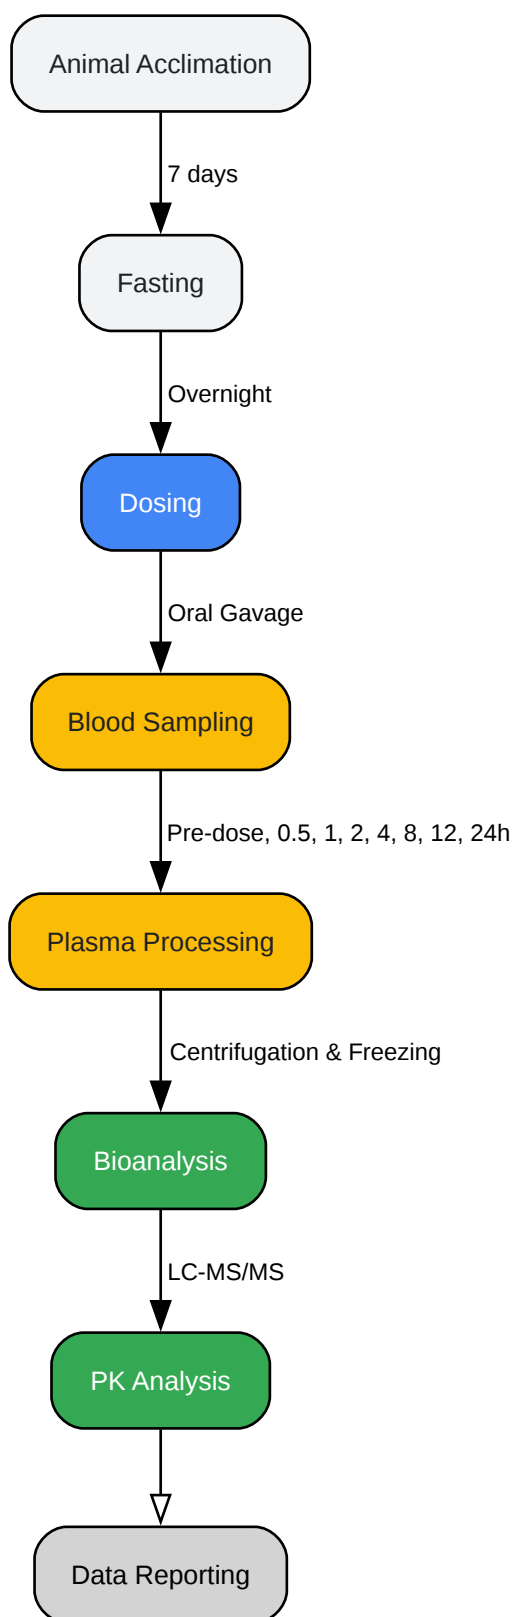 Animal Acclimation
7 days
Fasting
Overnight
Dosing
Oral Gavage
Blood Sampling
Pre-dose, 0.5, 1, 2, 4, 8, 12, 24h
Plasma Processing
Centrifugation & Freezing
Bioanalysis
LC-MS/MS
PK Analysis
Data Reporting